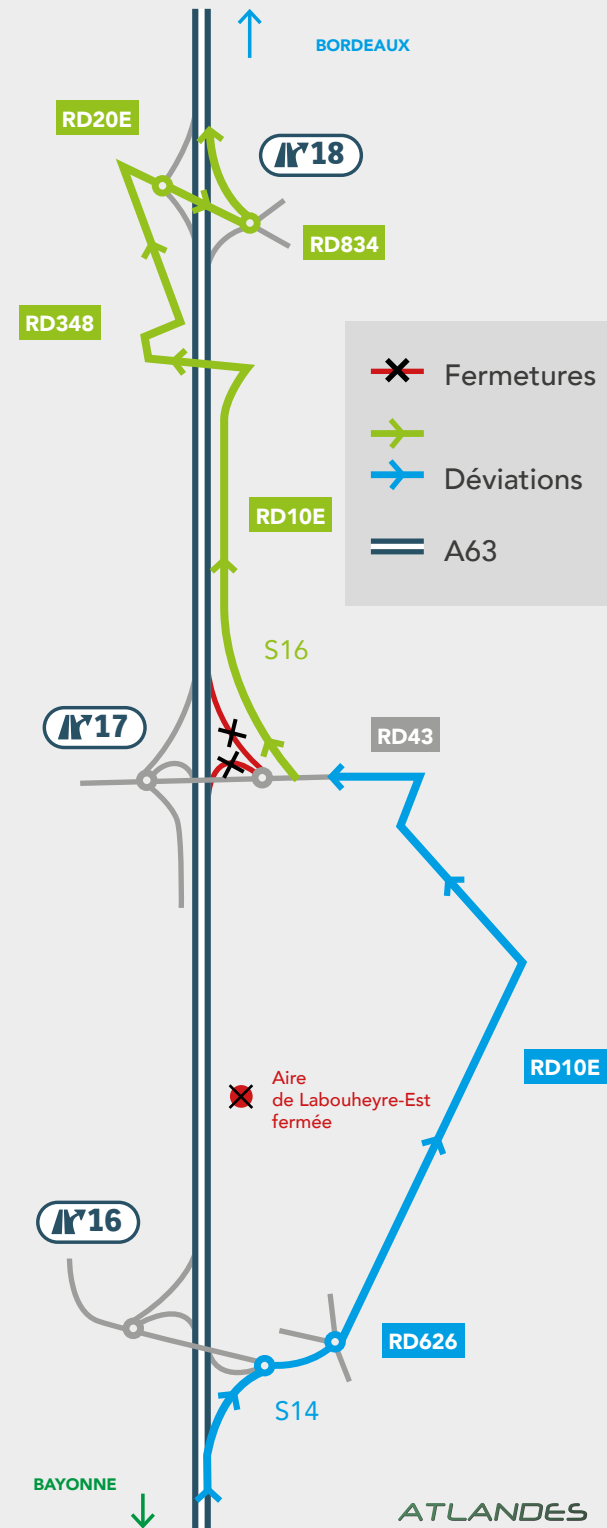 BORDEAUX
RD20E
18
RD834
RD348
Fermetures
Déviations
A63
RD10E
S16
17
RD43
RD10E
Aire
de Labouheyre-Est
fermée
16
RD626
S14
BAYONNE
ATLANDES